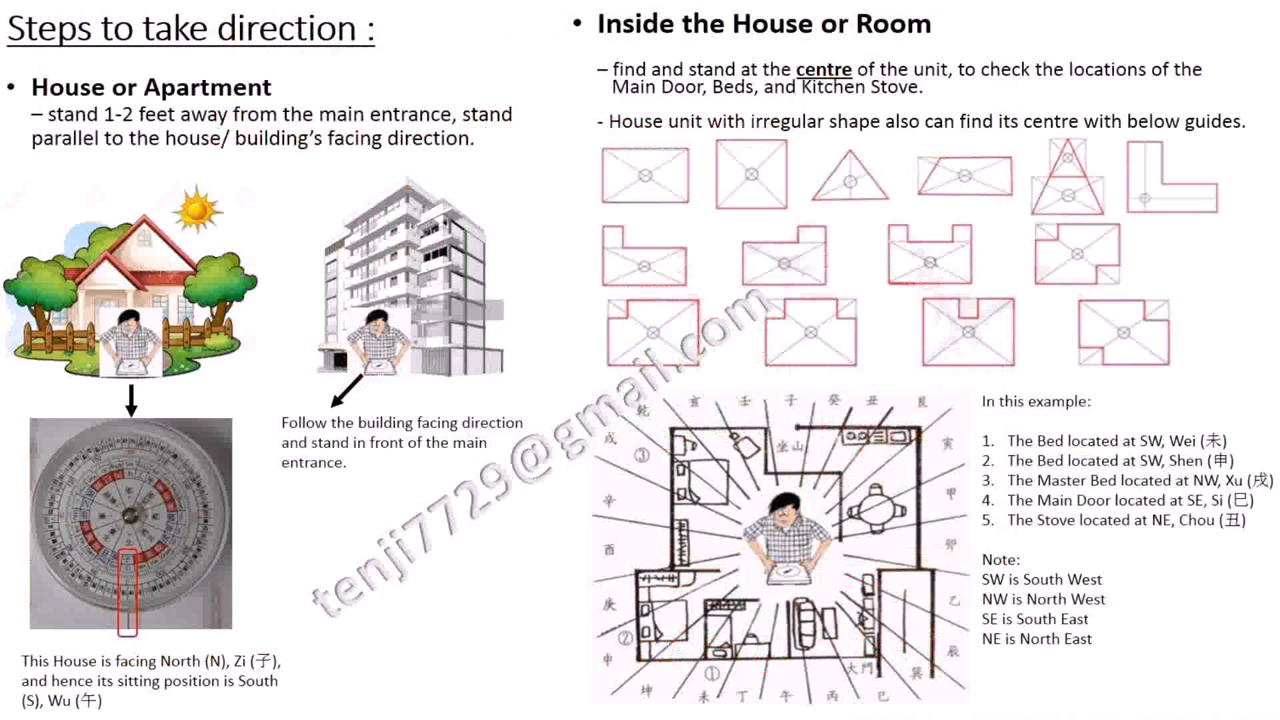 Steps to take direction :
• House or Apartment
– stand 1-2 feet away from the main entrance, stand
parallel to the house/ building's facing direction.
Follow the building facing direction
and stand in front of the main
entrance.
This House is facing North (N), Zi (子),
and hence its sitting position is South
(S), Wu (午)
• Inside the House or Room
– find and stand at the centre of the unit, to check the locations of the
Main Door, Beds, and Kitchen Stove.
- House unit with irregular shape also can find its centre with below guides.
亥 壬 子 癸 丑 艮
乾
戌
③
坐山
寅
辛
甲
酉
卯
庚
乙
②
辰
申
①
大門
巽
坤 未 丁 午 丙 巳
In this example:
1. The Bed located at SW, Wei (未)
2. The Bed located at SW, Shen (申)
3. The Master Bed located at NW, Xu (戌)
4. The Main Door located at SE, Si (巳)
5. The Stove located at NE, Chou (丑)
Note:
SW is South West
NW is North West
SE is South East
NE is North East
tenji7729@gmail.com